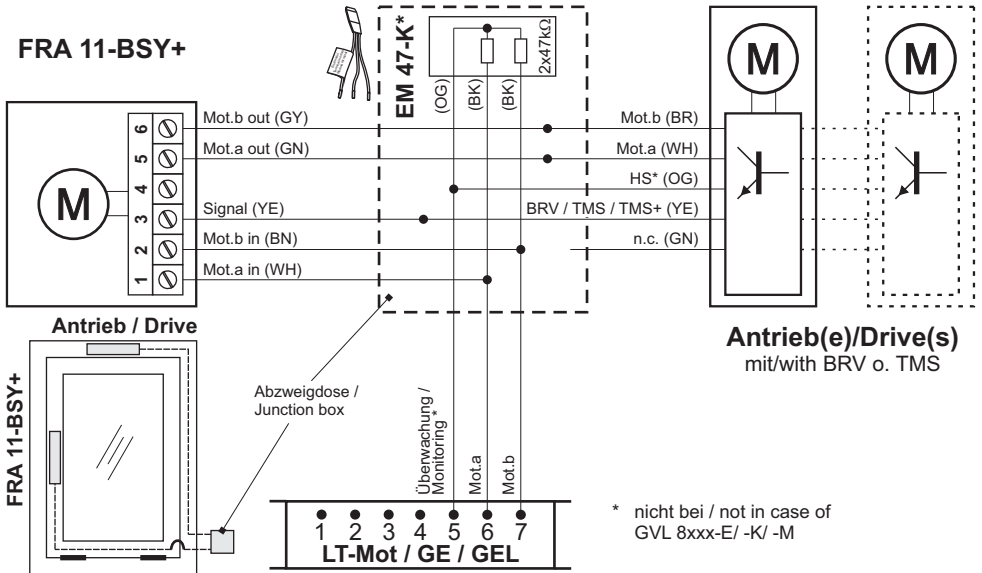 FRA 11-BSY+
EM 47-K*
2x47kΩ
(OG)
(BK)
(BK)
M
M
M
6
5
4
3
2
1
Mot.b out (GY)
Mot.a out (GN)
Signal (YE)
Mot.b in (BN)
Mot.a in (WH)
Mot.b (BR)
Mot.a (WH)
HS* (OG)
BRV / TMS / TMS+ (YE)
n.c. (GN)
Antrieb / Drive
FRA 11-BSY+
Abzweigdose /
Junction box
Antrieb(e)/Drive(s)
mit/with BRV o. TMS
Überwachung /
Monitoring*
Mot.a
Mot.b
1 2 3 4 5 6 7
LT-Mot / GE / GEL
* nicht bei / not in case of
GVL 8xxx-E/ -K/ -M